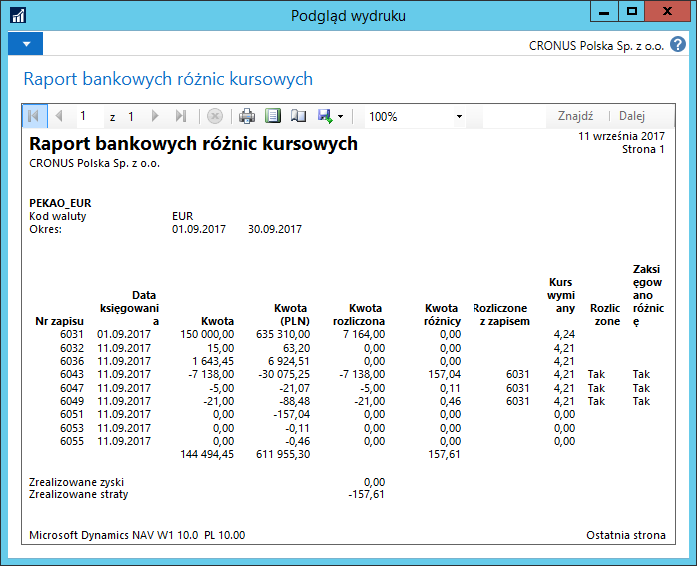 Podgląd wydruku
CRONUS Polska Sp. z o.o. ?
Raport bankowych różnic kursowych
1 z 1 100% Znajdź | Dalej
Raport bankowych różnic kursowych 11 września 2017
CRONUS Polska Sp. z o.o. Strona 1
PEKAO_EUR
Kod waluty EUR
Okres: 01.09.2017 30.09.2017
Zaksi
Kurs ęgow
Data wymi ano
księgowani Kwota Kwota Kwota Rozliczone any Rozlic różnic
Nr zapisu a Kwota (PLN) rozliczona różnicy z zapisem zone ę
6031 01.09.2017 150 000,00 635 310,00 7 164,00 0,00 4,24
6032 11.09.2017 15,00 63,20 0,00 0,00 4,21
6036 11.09.2017 1 643,45 6 924,51 0,00 0,00 4,21
6043 11.09.2017 -7 138,00 -30 075,25 -7 138,00 157,04 6031 4,21 Tak Tak
6047 11.09.2017 -5,00 -21,07 -5,00 0,11 6031 4,21 Tak Tak
6049 11.09.2017 -21,00 -88,48 -21,00 0,46 6031 4,21 Tak Tak
6051 11.09.2017 0,00 -157,04 0,00 0,00 0,00
6053 11.09.2017 0,00 -0,11 0,00 0,00 0,00
6055 11.09.2017 0,00 -0,46 0,00 0,00 0,00
144 494,45 611 955,30 157,61
Zrealizowane zyski 0,00
Zrealizowane straty -157,61
Microsoft Dynamics NAV W1 10.0 PL 10.00 Ostatnia strona